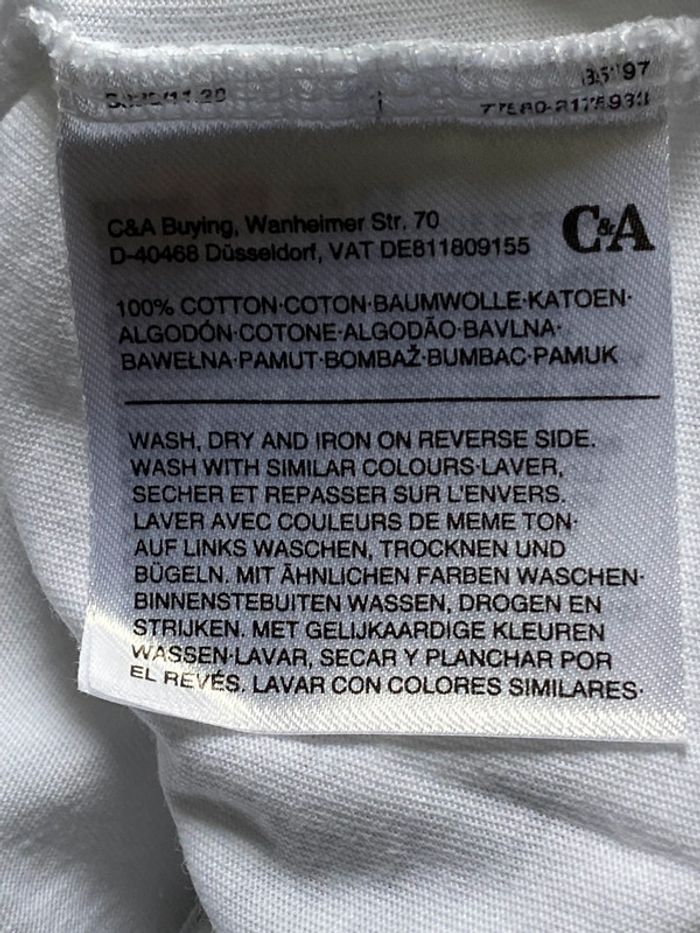 C&A Buying, Wanheimer Str. 70
D-40468 Düsseldorf, VAT DE811809155
C&A
100% COTTON·COTON·BAUMWOLLE·KATOEN·
ALGODÓN·COTONE·ALGODÃO·BAVLNA·
BAWEŁNA·PAMUT·BOMBAŽ·BUMBAC·PAMUK
WASH, DRY AND IRON ON REVERSE SIDE.
WASH WITH SIMILAR COLOURS·LAVER,
SECHER ET REPASSER SUR L'ENVERS.
LAVER AVEC COULEURS DE MEME TON·
AUF LINKS WASCHEN, TROCKNEN UND
BÜGELN. MIT ÄHNLICHEN FARBEN WASCHEN·
BINNENSTEBUITEN WASSEN, DROGEN EN
STRIJKEN. MET GELIJKAARDIGE KLEUREN
WASSEN·LAVAR, SECAR Y PLANCHAR POR
EL REVÉS. LAVAR CON COLORES SIMILARES·